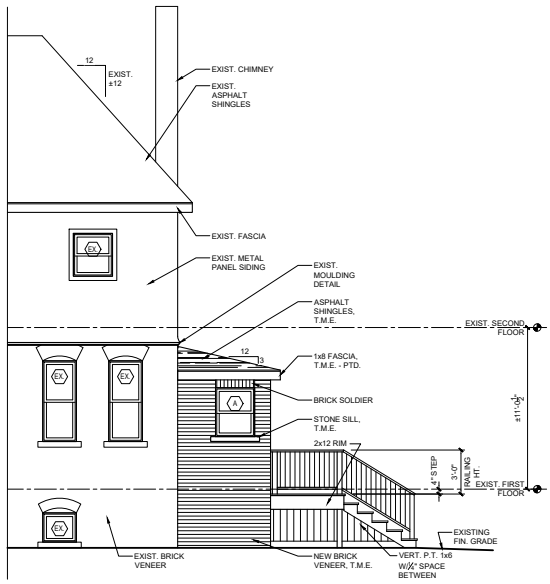 12
EXIST.
±12
EXIST. CHIMNEY
EXIST.
ASPHALT
SHINGLES
EXIST. FASCIA
EX.
EXIST. METAL
PANEL SIDING
EXIST.
MOULDING
DETAIL
ASPHALT
SHINGLES,
T.M.E.
EXIST. SECOND
FLOOR
12
3
1x8 FASCIA,
T.M.E. - PTD.
EX.
EX.
A
BRICK SOLDIER
STONE SILL,
T.M.E.
2x12 RIM
±11'-0½"
4" STEP
3'-0"
RAILING
HT.
EXIST. FIRST
FLOOR
EX.
EXIST. BRICK
VENEER
NEW BRICK
VENEER, T.M.E.
VERT. P.T. 1x6
W/¼" SPACE
BETWEEN
EXISTING
FIN. GRADE